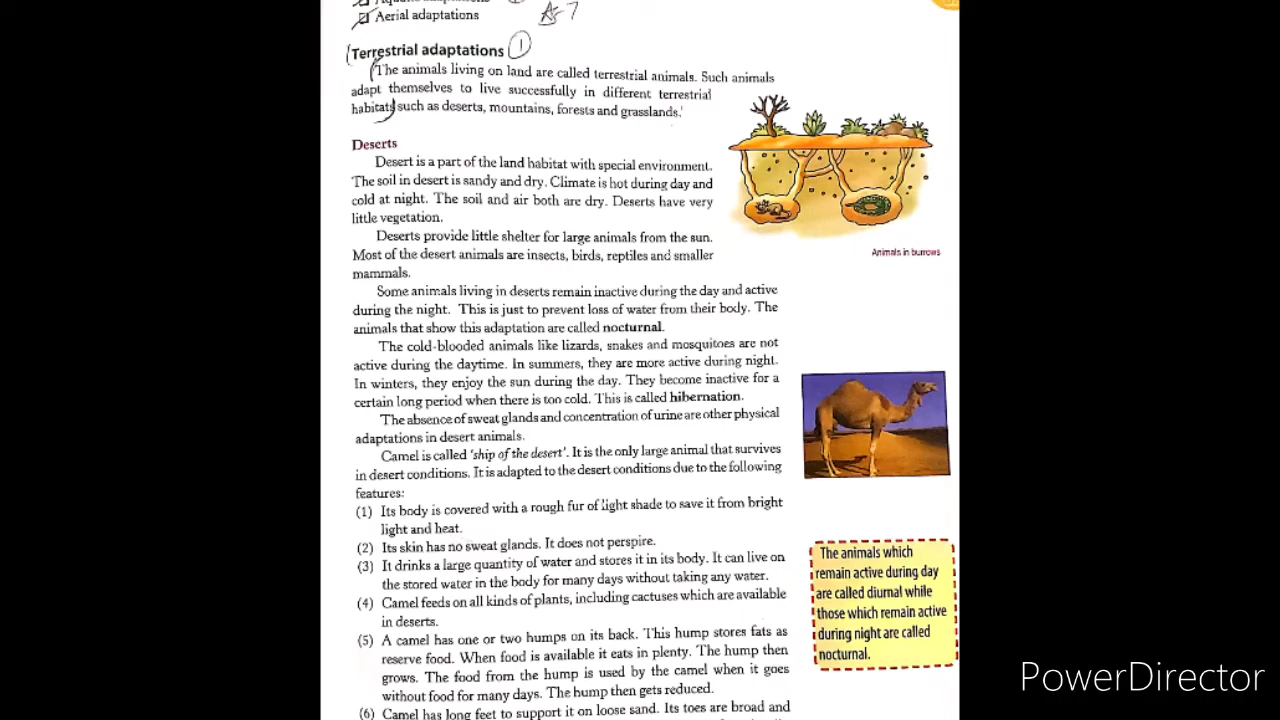 Aerial adaptations
Terrestrial adaptations 1
The animals living on land are called terrestrial animals. Such animals
adapt themselves to live successfully in different terrestrial
habitats such as deserts, mountains, forests and grasslands.
Deserts
Desert is a part of the land habitat with special environment.
The soil in desert is sandy and dry. Climate is hot during day and
cold at night. The soil and air both are dry. Deserts have very
little vegetation.
Deserts provide little shelter for large animals from the sun.
Most of the desert animals are insects, birds, reptiles and smaller
mammals.
Animals in burrows
Some animals living in deserts remain inactive during the day and active
during the night. This is just to prevent loss of water from their body. The
animals that show this adaptation are called nocturnal.
The cold-blooded animals like lizards, snakes and mosquitoes are not
active during the daytime. In summers, they are more active during night.
In winters, they enjoy the sun during the day. They become inactive for a
certain long period when there is too cold. This is called hibernation.
The absence of sweat glands and concentration of urine are other physical
adaptations in desert animals.
Camel is called 'ship of the desert'. It is the only large animal that survives
in desert conditions. It is adapted to the desert conditions due to the following
features:
(1) Its body is covered with a rough fur of light shade to save it from bright
light and heat.
(2) Its skin has no sweat glands. It does not perspire.
(3) It drinks a large quantity of water and stores it in its body. It can live on
the stored water in the body for many days without taking any water.
(4) Camel feeds on all kinds of plants, including cactuses which are available
in deserts.
(5) A camel has one or two humps on its back. This hump stores fats as
reserve food. When food is available it eats in plenty. The hump then
grows. The food from the hump is used by the camel when it goes
without food for many days. The hump then gets reduced.
(6) Camel has long feet to support it on loose sand. Its toes are broad and
The animals which
remain active during day
are called diurnal while
those which remain active
during night are called
nocturnal.
PowerDirector